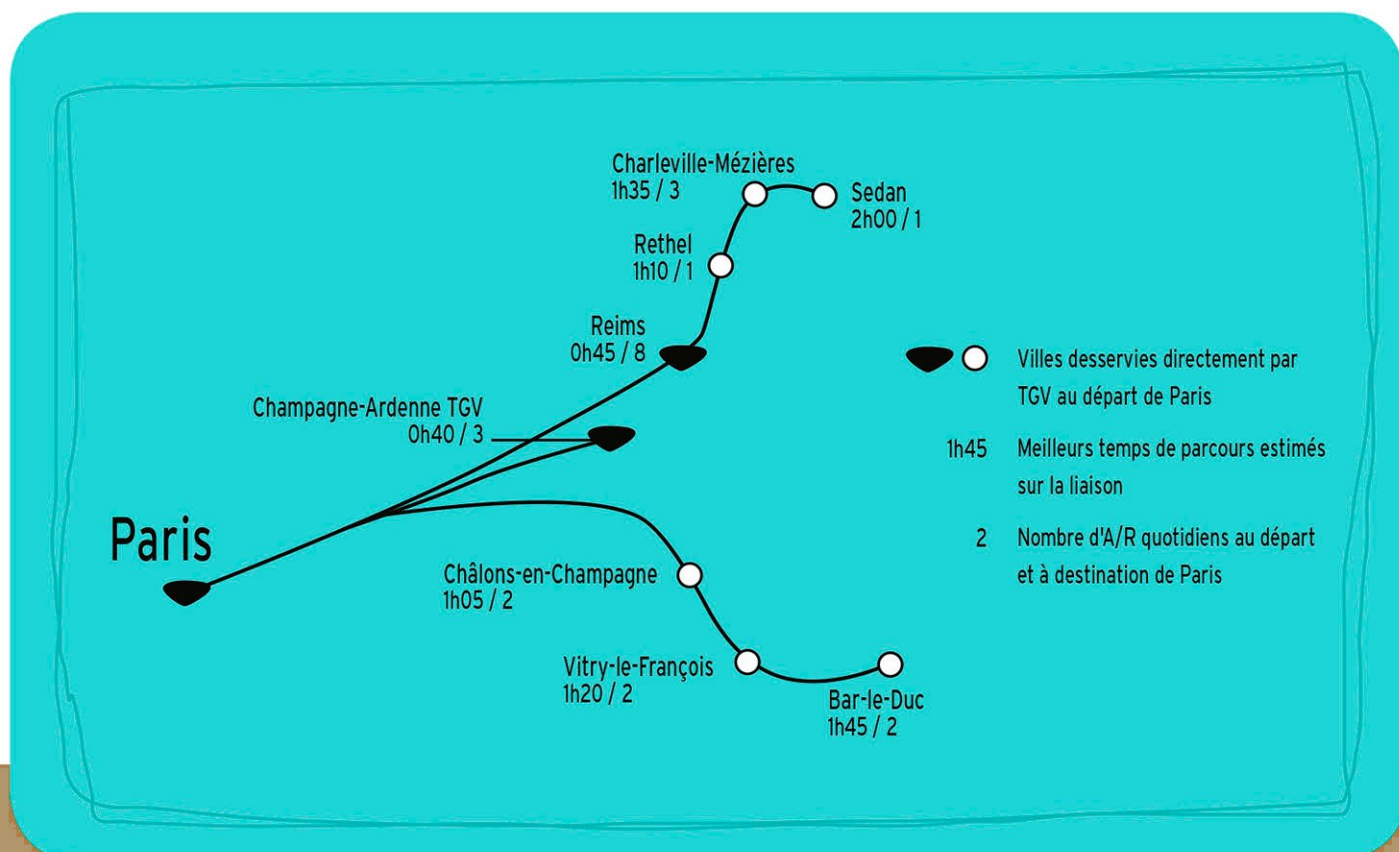 Charleville-Mézières
1h35 / 3
Sedan
2h00 / 1
Rethel
1h10 / 1
Reims
0h45 / 8
Champagne-Ardenne TGV
0h40 / 3
Paris
Châlons-en-Champagne
1h05 / 2
Vitry-le-François
1h20 / 2
Bar-le-Duc
1h45 / 2
Villes desservies directement par
TGV au départ de Paris
1h45 Meilleurs temps de parcours estimés
sur la liaison
2 Nombre d'A/R quotidiens au départ
et à destination de Paris